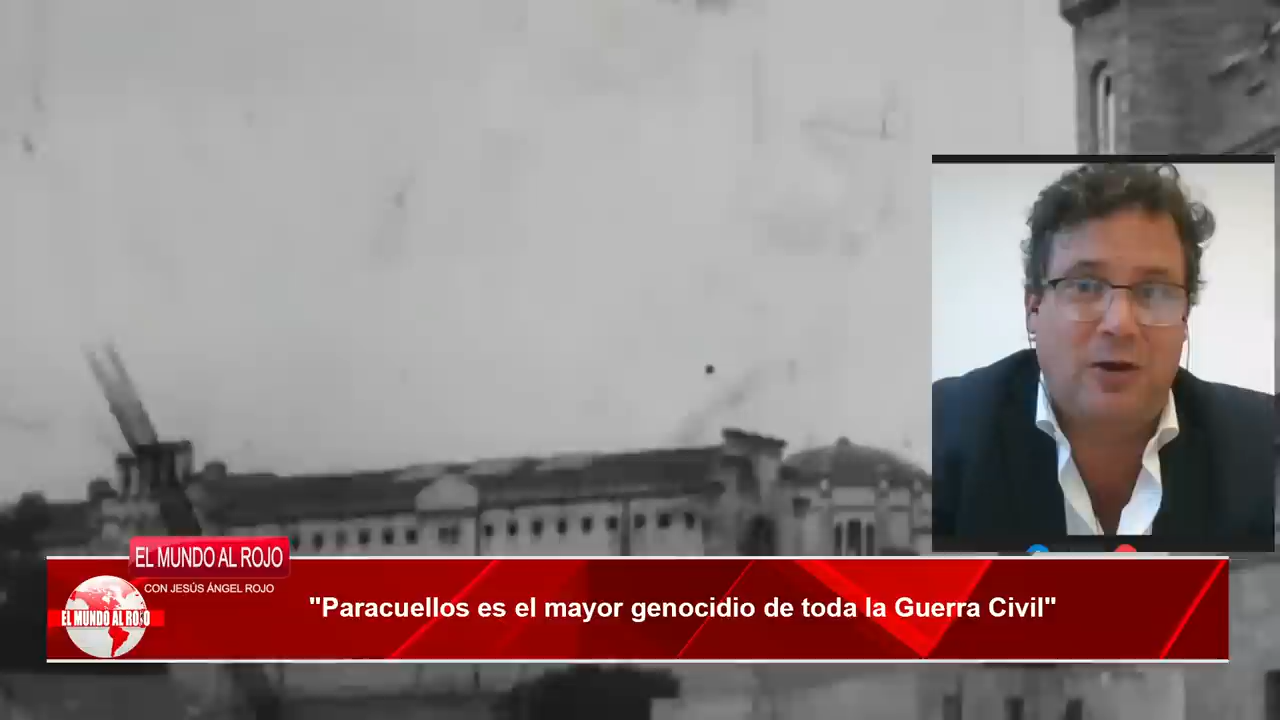 EL MUNDO AL ROJO
CON JESÚS ÁNGEL ROJO
EL MUNDO AL ROJO
"Paracuellos es el mayor genocidio de toda la Guerra Civil"